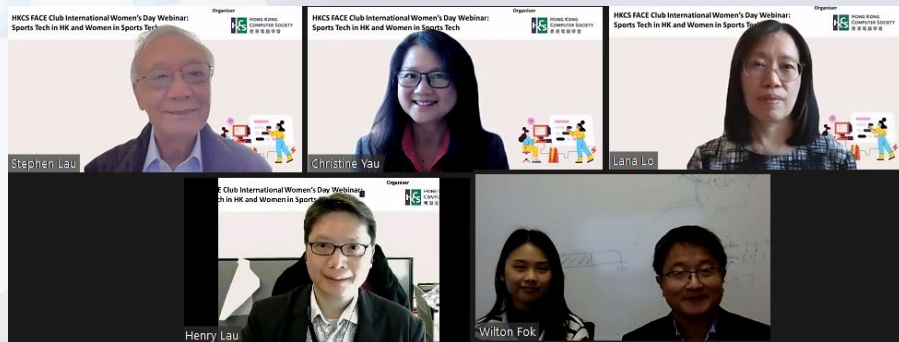 Organiser
HKCS FACE Club International Women's Day Webinar:
Sports Tech in HK and Women in Sports Tech
HONG KONG
COMPUTER SOCIETY
香港電腦學會
Stephen Lau
Organiser
HKCS FACE Club International Women's Day Webinar:
Sports Tech in HK and Women in Sports Tech
HONG KONG
COMPUTER SOCIETY
香港電腦學會
Christine Yau
Organiser
HKCS FACE Club International Women's Day Webinar:
Sports Tech in HK and Women in Sports Te
HONG KONG
COMPUTER SOCIETY
香港電腦學會
Lana Lo
Organiser
E Club International Women's Day Webinar:
ch in HK and Women in Sports
HONG KO
COMPUT
Henry Lau
Wilton Fok